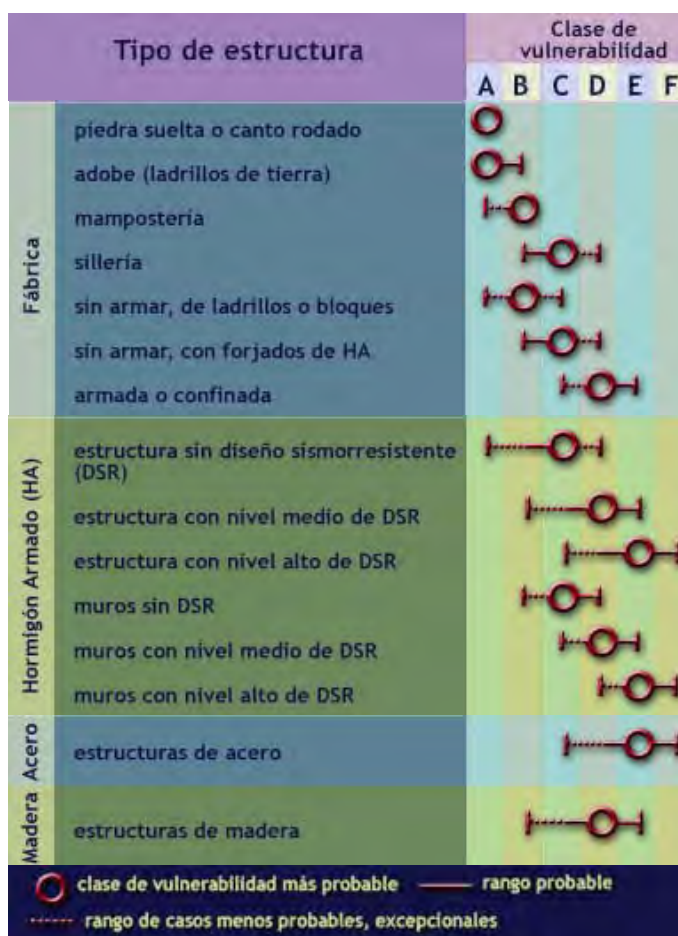 Tipo de estructura
Clase de
vulnerabilidad
A B C D E F
Fábrica
piedra suelta o canto rodado
adobe (ladrillos de tierra)
mampostería
sillería
sin armar, de ladrillos o bloques
sin armar, con forjados de HA
armada o confinada
Hormigón Armado (HA)
estructura sin diseño sismorresistente
(DSR)
estructura con nivel medio de DSR
estructura con nivel alto de DSR
muros sin DSR
muros con nivel medio de DSR
muros con nivel alto de DSR
Acero
estructuras de acero
Madera
estructuras de madera
clase de vulnerabilidad más probable
rango probable
rango de casos menos probables, excepcionales